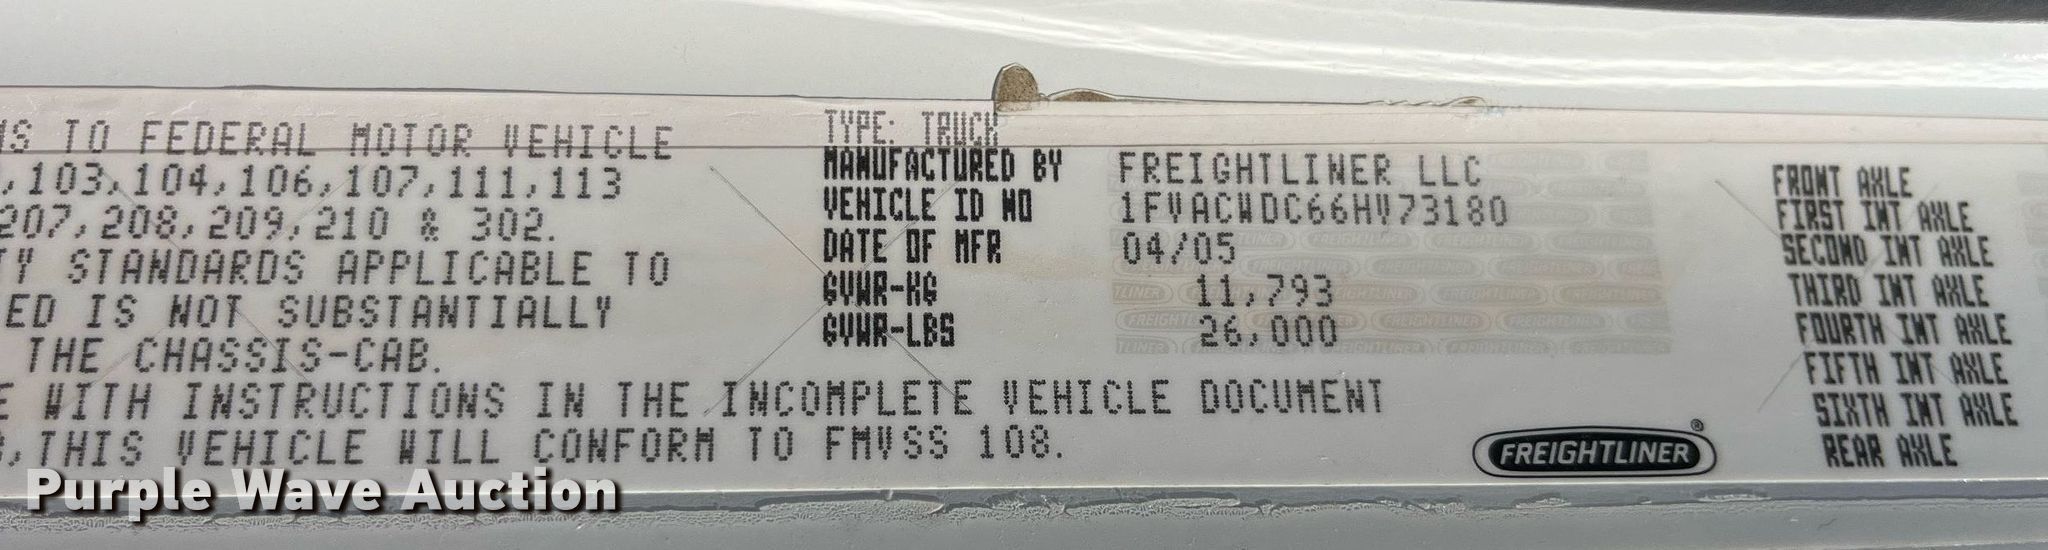 MS TO FEDERAL MOTOR VEHICLE
,103,104,106,107,111,113
207,208,209,210 & 302.
TY STANDARDS APPLICABLE TO
ED IS NOT SUBSTANTIALLY
THE CHASSIS-CAB.
E WITH INSTRUCTIONS IN THE INCOMPLETE VEHICLE DOCUMENT
,THIS VEHICLE WILL CONFORM TO FMVSS 108.
TYPE: TRUCK
MANUFACTURED BY FREIGHTLINER LLC
VEHICLE ID NO 1FVACWDC66HV73180
DATE OF MFR 04/05
GVWR-KG 11,793
GVWR-LBS 26,000
FREIGHTLINER®
FRONT AXLE
FIRST INT AXLE
SECOND INT AXLE
THIRD INT AXLE
FOURTH INT AXLE
FIFTH INT AXLE
SIXTH INT AXLE
REAR AXLE
Purple Wave Auction